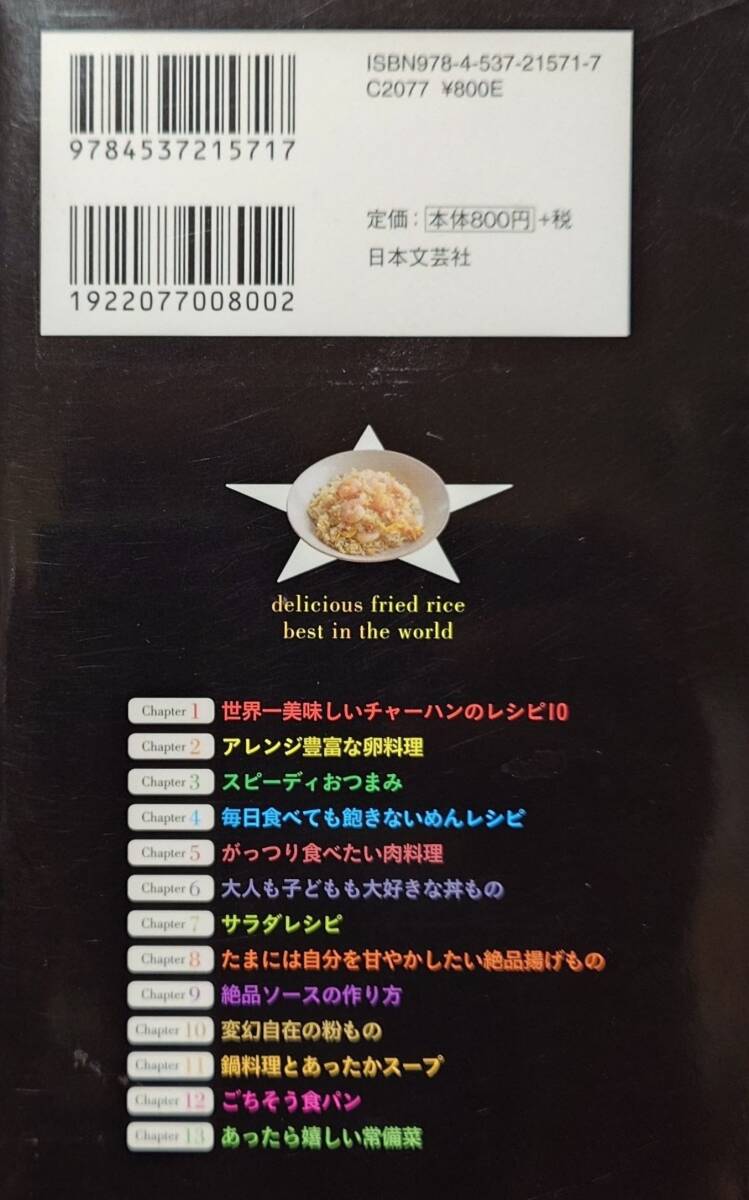 ISBN978-4-537-21571-7
C2077 ¥800E
9784537215717
定価：本体800円+税
日本文芸社
1922077008002
delicious fried rice
best in the world
Chapter 1 世界一美味しいチャーハンのレシピ10
Chapter 2 アレンジ豊富な卵料理
Chapter 3 スピーディおつまみ
Chapter 4 毎日食べても飽きないめんレシピ
Chapter 5 がっつり食べたい肉料理
Chapter 6 大人も子どもも大好きな丼もの
Chapter 7 サラダレシピ
Chapter 8 たまには自分を甘やかしたい絶品揚げもの
Chapter 9 絶品ソースの作り方
Chapter 10 変幻自在の粉もの
Chapter 11 鍋料理とあったかスープ
Chapter 12 ごちそう食パン
Chapter 13 あったら嬉しい常備菜